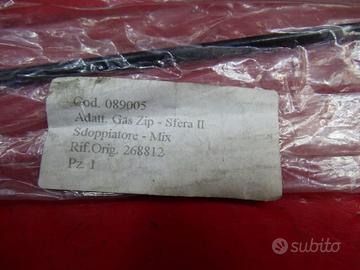 Cod. 089005
Adatt. Gas Zip - Sfera II
Sdoppiatore - Mix
Rif.Orig. 268812
Pz. 1
subito